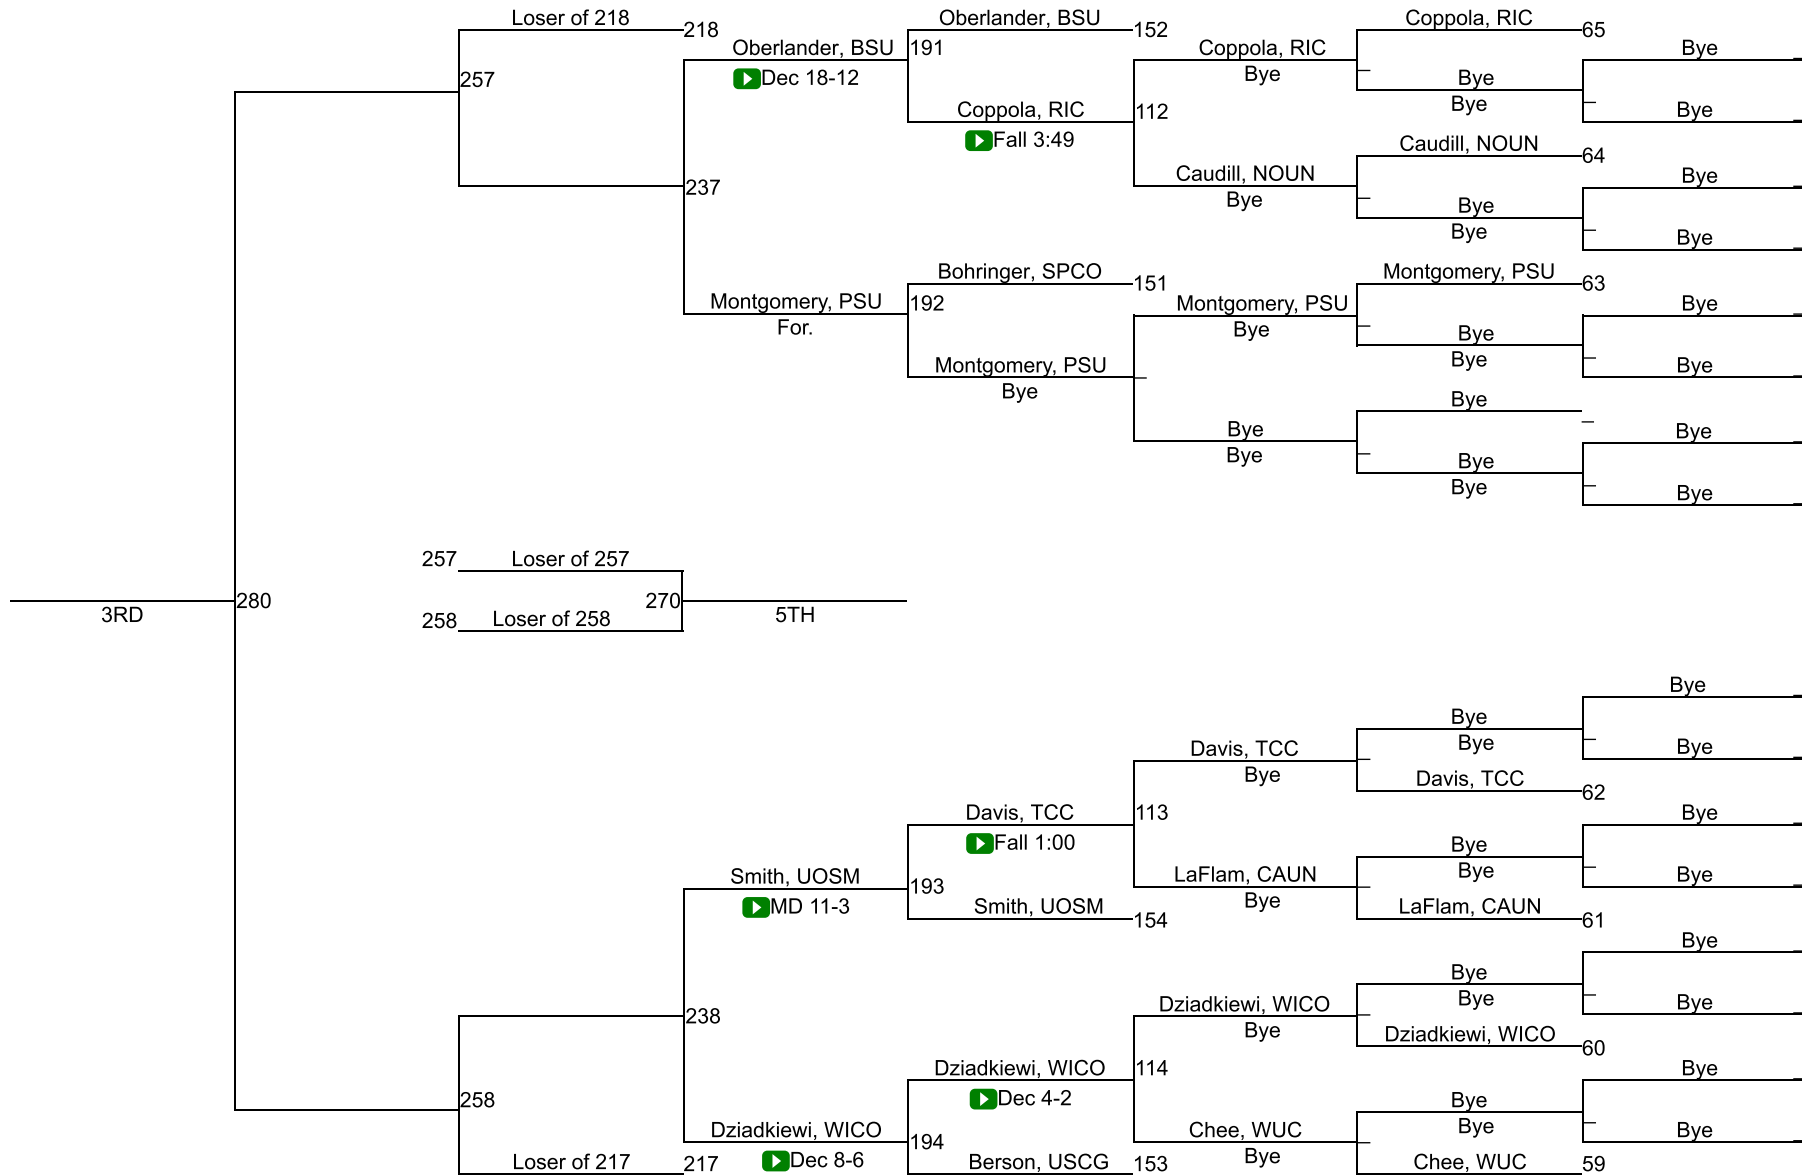 Loser of 218
218
257
Oberlander, BSU
Dec 18-12
191
Oberlander, BSU
152
Coppola, RIC
Fall 3:49
112
Coppola, RIC
Bye
Coppola, RIC
65
Bye
Bye
Bye
Bye
Caudill, NOUN
Bye
Caudill, NOUN
64
Bye
Bye
Bye
Bye
237
Montgomery, PSU
For.
192
Bohringer, SPCO
151
Montgomery, PSU
Bye
Montgomery, PSU
Bye
Montgomery, PSU
63
Bye
Bye
Bye
Bye
Bye
Bye
Bye
Bye
Bye
Bye
Bye
257
Loser of 257
258
Loser of 258
270
5TH
3RD
280
Bye
Bye
Bye
Bye
Davis, TCC
Bye
Davis, TCC
62
Davis, TCC
Fall 1:00
113
Bye
Bye
Bye
Bye
LaFlam, CAUN
Bye
LaFlam, CAUN
61
Smith, UOSM
MD 11-3
193
Smith, UOSM
154
238
Bye
Bye
Bye
Bye
Dziadkiewi, WICO
Bye
Dziadkiewi, WICO
60
Dziadkiewi, WICO
Dec 4-2
114
Bye
Bye
Bye
Bye
Chee, WUC
Bye
Chee, WUC
59
258
Dziadkiewi, WICO
Dec 8-6
194
Berson, USCG
153
Loser of 217
217